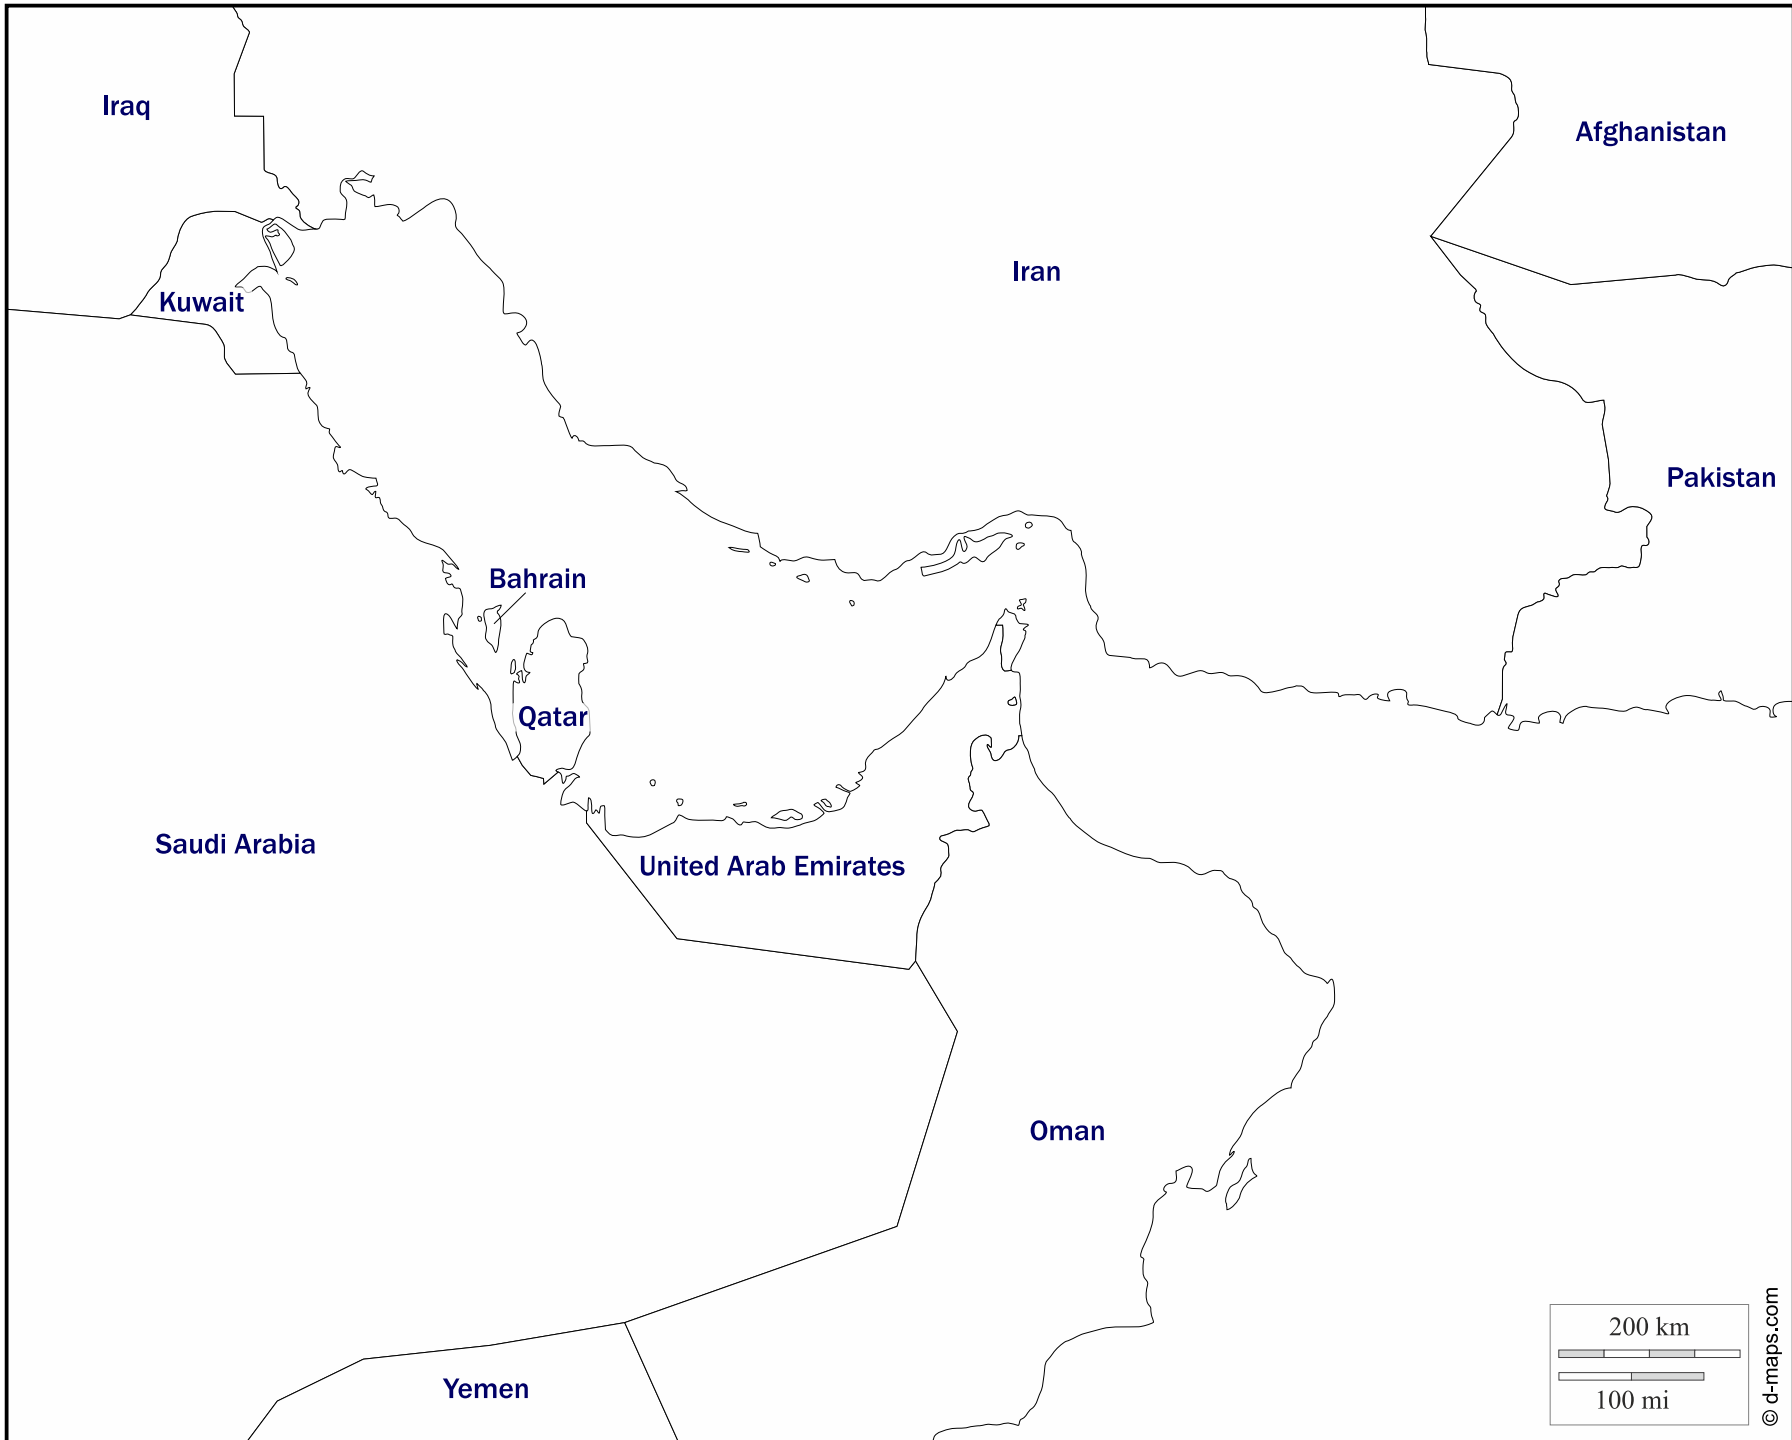 Iraq
Afghanistan
Iran
Kuwait
Pakistan
Bahrain
Qatar
Saudi Arabia
United Arab Emirates
Oman
Yemen
200 km
100 mi
© d-maps.com